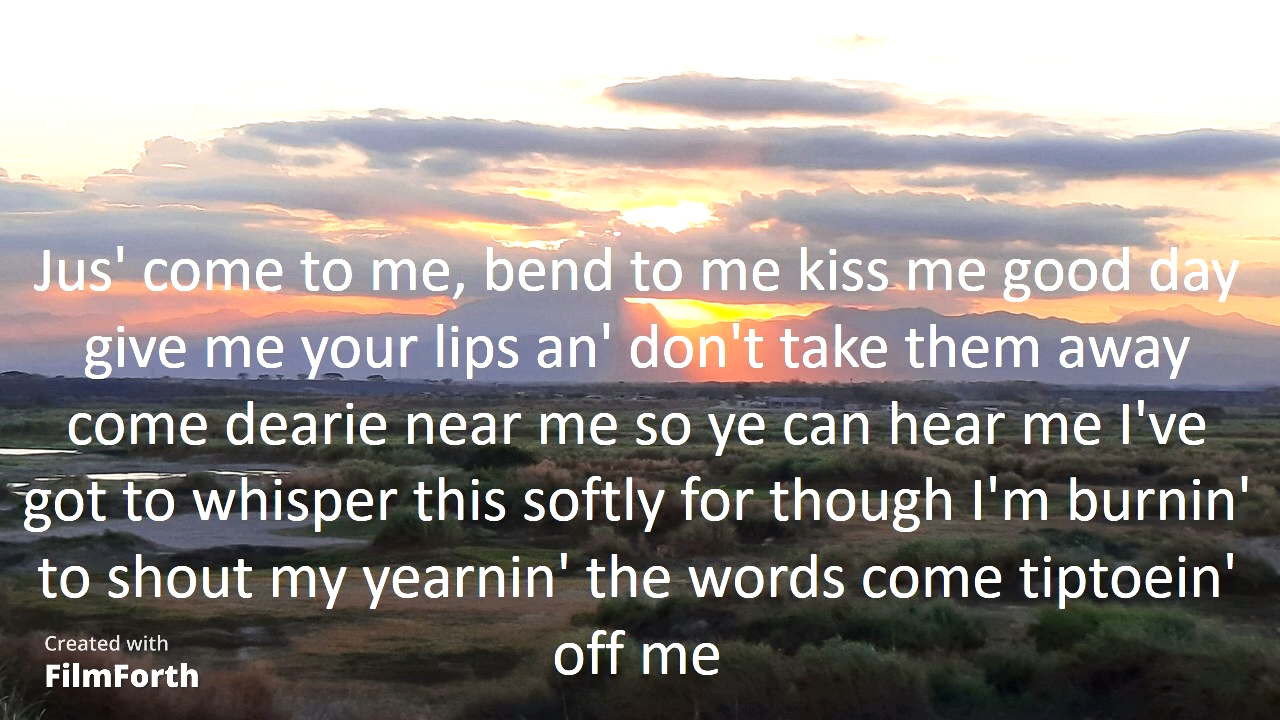 Jus' come to me, bend to me kiss me good day
give me your lips an' don't take them away
come dearie near me so ye can hear me I've
got to whisper this softly for though I'm burnin'
to shout my yearnin' the words come tiptoein'
off me
Created with
FilmForth